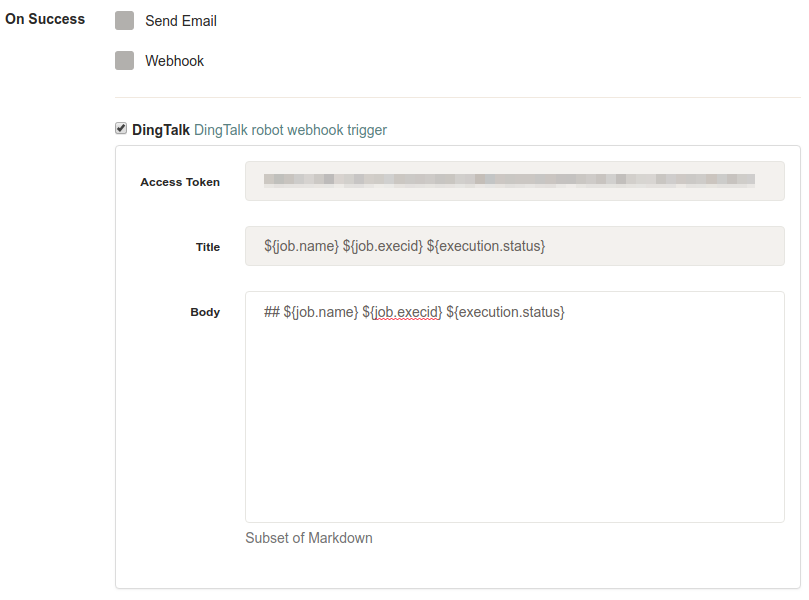 On Success
Send Email
Webhook
DingTalk DingTalk robot webhook trigger
Access Token
Title
${job.name} ${job.execid} ${execution.status}
Body
## ${job.name} ${job.execid} ${execution.status}
Subset of Markdown